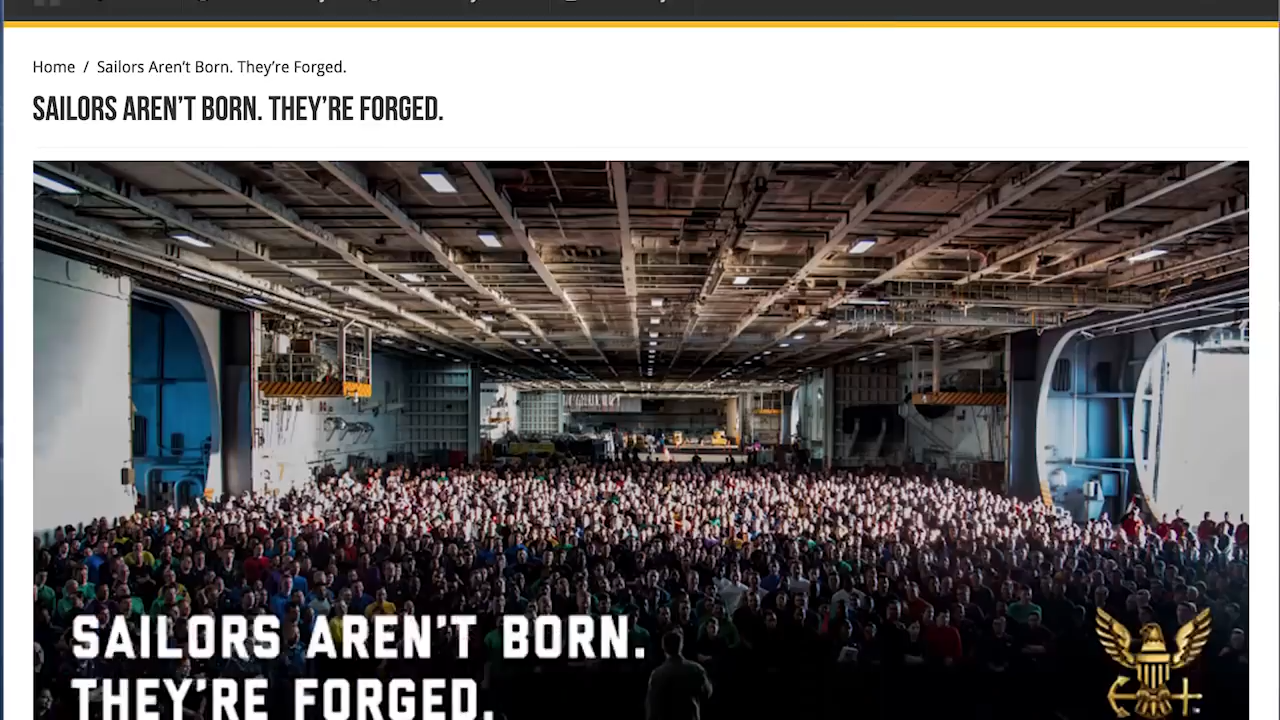 Home / Sailors Aren’t Born. They’re Forged.
SAILORS AREN’T BORN. THEY’RE FORGED.
SAILORS AREN'T BORN.
THEY'RE FORGED.